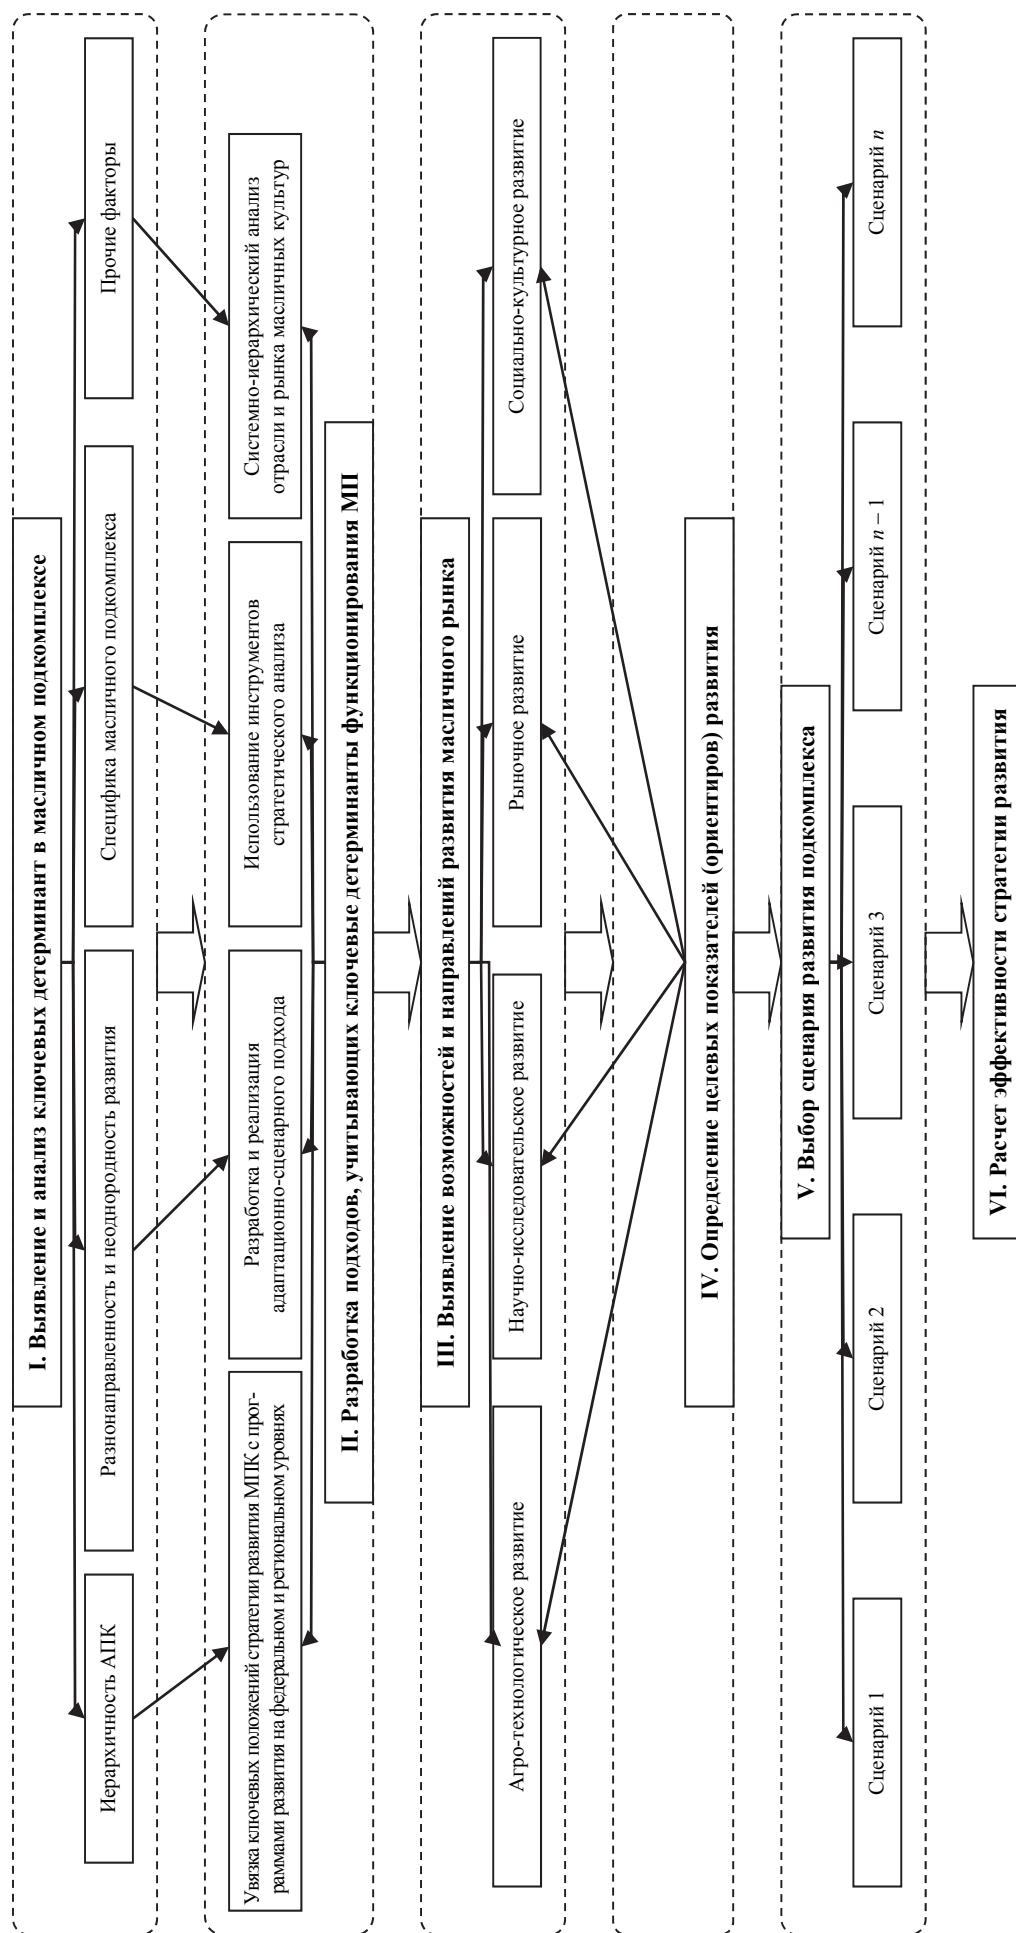 I. Выявление и анализ ключевых детерминант в масличном подкомплексе
Иерархичность АПК
Разнонаправленность и неоднородность развития
Специфика масличного подкомплекса
Прочие факторы
Увязка ключевых положений стратегии развития МПК с прог-
раммами развития на федеральном и региональном уровнях
Разработка и реализация
адаптационно-сценарного подхода
Использование инструментов
стратегического анализа
Системно-иерархический анализ
отрасли и рынка масличных культур
II. Разработка подходов, учитывающих ключевые детерминанты функционирования МП
III. Выявление возможностей и направлений развития масличного рынка
Агро-технологическое развитие
Научно-исследовательское развитие
Рыночное развитие
Социально-культурное развитие
IV. Определение целевых показателей (ориентиров) развития
V. Выбор сценария развития подкомплекса
Сценарий 1
Сценарий 2
Сценарий 3
Сценарий n – 1
Сценарий n
VI. Расчет эффективности стратегии развития